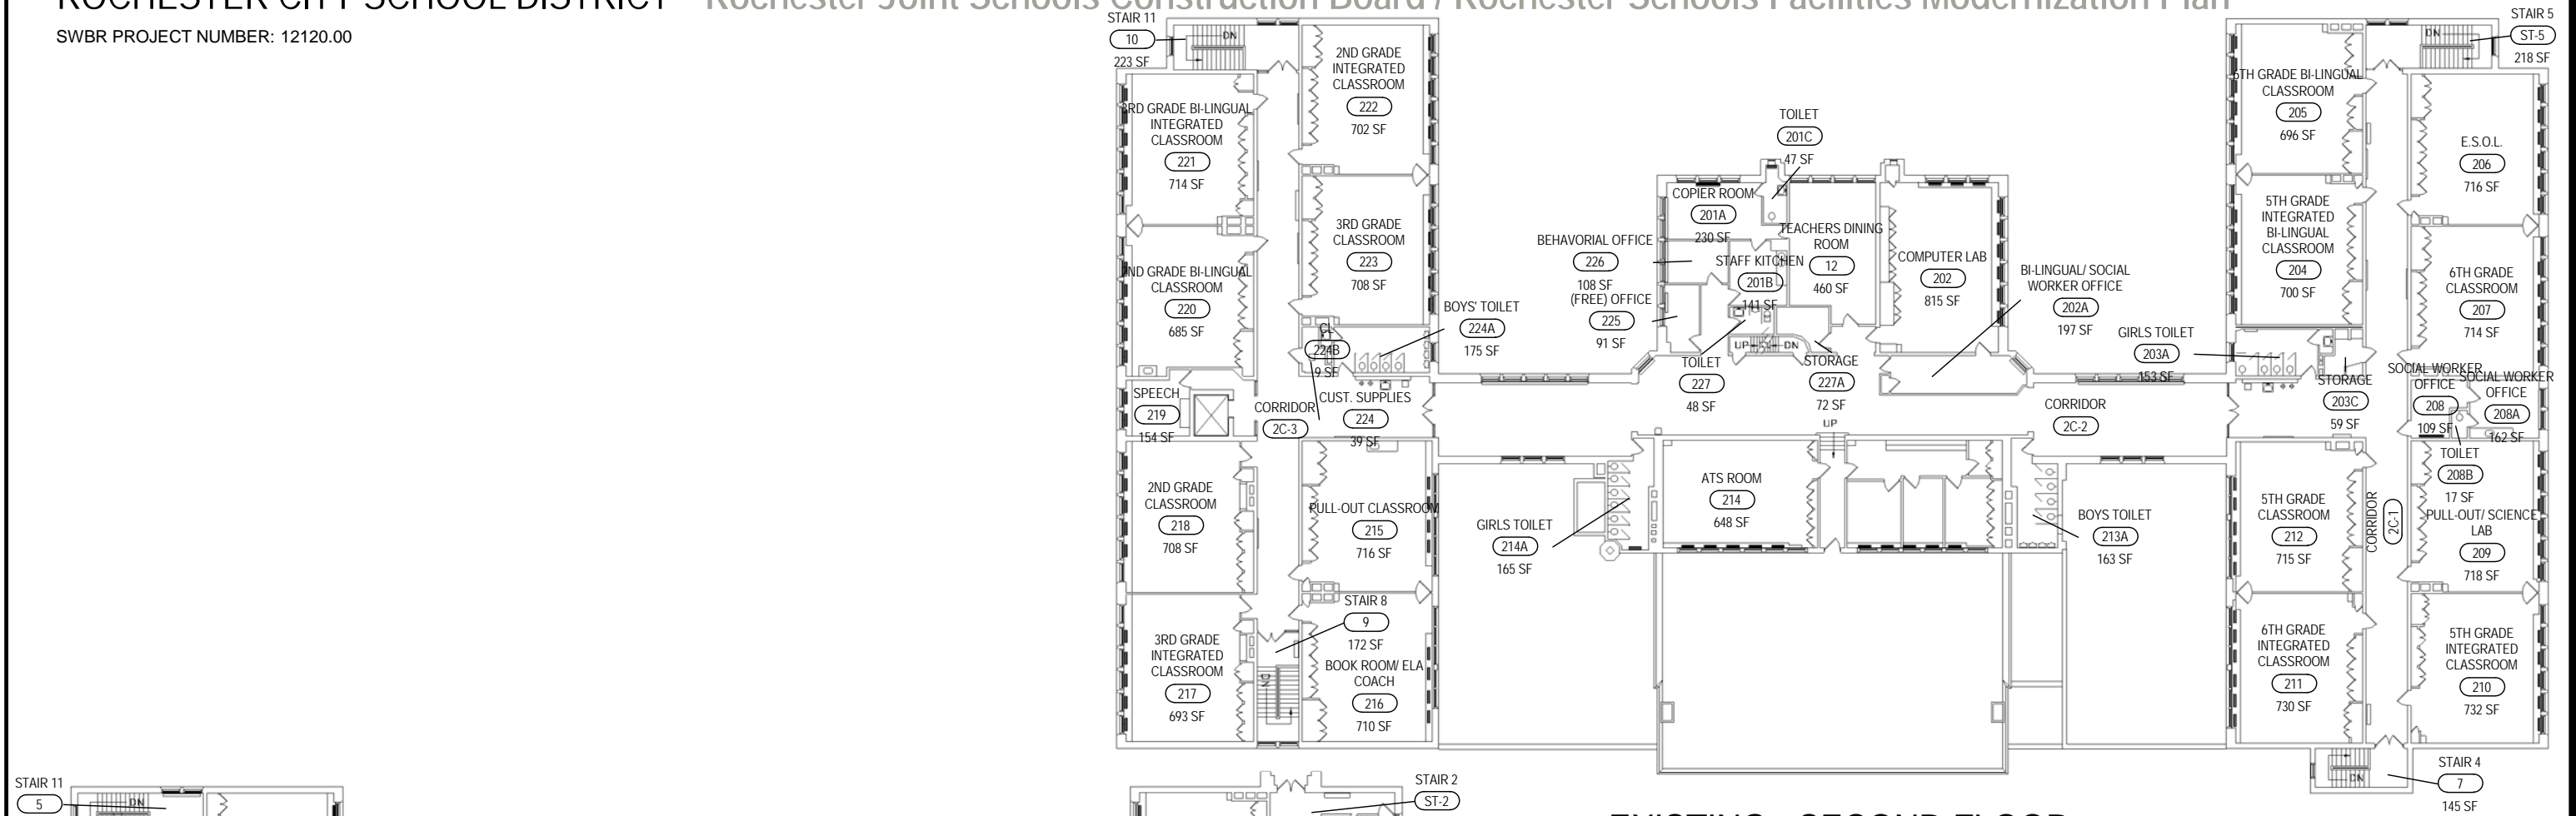 ROCHESTER CITY SCHOOL DISTRICT Rochester Joint Schools Construction Board / Rochester Schools Facilities Modernization Plan
SWBR PROJECT NUMBER: 12120.00
STAIR 11
10
223 SF
DN
2ND GRADE
INTEGRATED
CLASSROOM
222
702 SF
3RD GRADE BI-LINGUAL
INTEGRATED
CLASSROOM
221
714 SF
3RD GRADE
CLASSROOM
223
708 SF
2ND GRADE BI-LINGUAL
CLASSROOM
220
685 SF
CL
224B
9 SF
BOYS' TOILET
224A
175 SF
SPEECH
219
154 SF
CORRIDOR
2C-3
CUST. SUPPLIES
224
39 SF
2ND GRADE
CLASSROOM
218
708 SF
PULL-OUT CLASSROOM
215
716 SF
3RD GRADE
INTEGRATED
CLASSROOM
217
693 SF
STAIR 8
9
172 SF
DN
BOOK ROOM/ ELA
COACH
216
710 SF
TOILET
201C
47 SF
COPIER ROOM
201A
230 SF
TEACHERS DINING
ROOM
12
460 SF
BEHAVORIAL OFFICE
226
108 SF
STAFF KITCHEN
201B
141 SF
(FREE) OFFICE
225
91 SF
COMPUTER LAB
202
815 SF
BI-LINGUAL/ SOCIAL
WORKER OFFICE
202A
197 SF
UP
DN
TOILET
227
48 SF
STORAGE
227A
72 SF
UP
CORRIDOR
2C-2
GIRLS TOILET
203A
153 SF
GIRLS TOILET
214A
165 SF
ATS ROOM
214
648 SF
BOYS TOILET
213A
163 SF
STAIR 5
ST-5
218 SF
DN
6TH GRADE BI-LINGUAL
CLASSROOM
205
696 SF
E.S.O.L.
206
716 SF
5TH GRADE
INTEGRATED
BI-LINGUAL
CLASSROOM
204
700 SF
6TH GRADE
CLASSROOM
207
714 SF
STORAGE
203C
59 SF
SOCIAL WORKER
OFFICE
208
109 SF
SOCIAL WORKER
OFFICE
208A
162 SF
TOILET
208B
17 SF
5TH GRADE
CLASSROOM
212
715 SF
CORRIDOR
2C-1
PULL-OUT/ SCIENCE
LAB
209
718 SF
6TH GRADE
INTEGRATED
CLASSROOM
211
730 SF
5TH GRADE
INTEGRATED
CLASSROOM
210
732 SF
DN
STAIR 4
7
145 SF
STAIR 11
5
DN
STAIR 2
ST-2
EXISTING - SECOND FLOOR